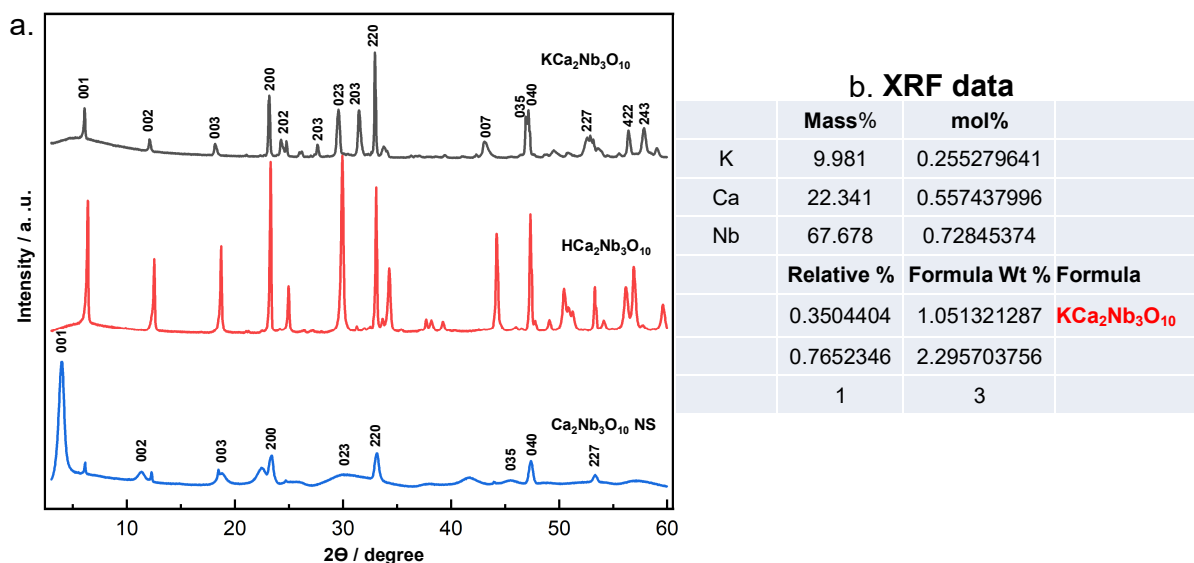 a.
Intensity / a. .u.
KCa₂Nb₃O₁₀
001
002
003
200
202
203
023
203
220
007
035
040
227
422
243
HCa₂Nb₃O₁₀
Ca₂Nb₃O₁₀ NS
001
002
003
200
023
220
035
040
227
10 20 30 40 50 60
2Θ / degree
b. XRF data
Mass% mol%
K 9.981 0.255279641
Ca 22.341 0.557437996
Nb 67.678 0.72845374
Relative % Formula Wt % Formula
0.3504404 1.051321287 KCa₂Nb₃O₁₀
0.7652346 2.295703756
1 3